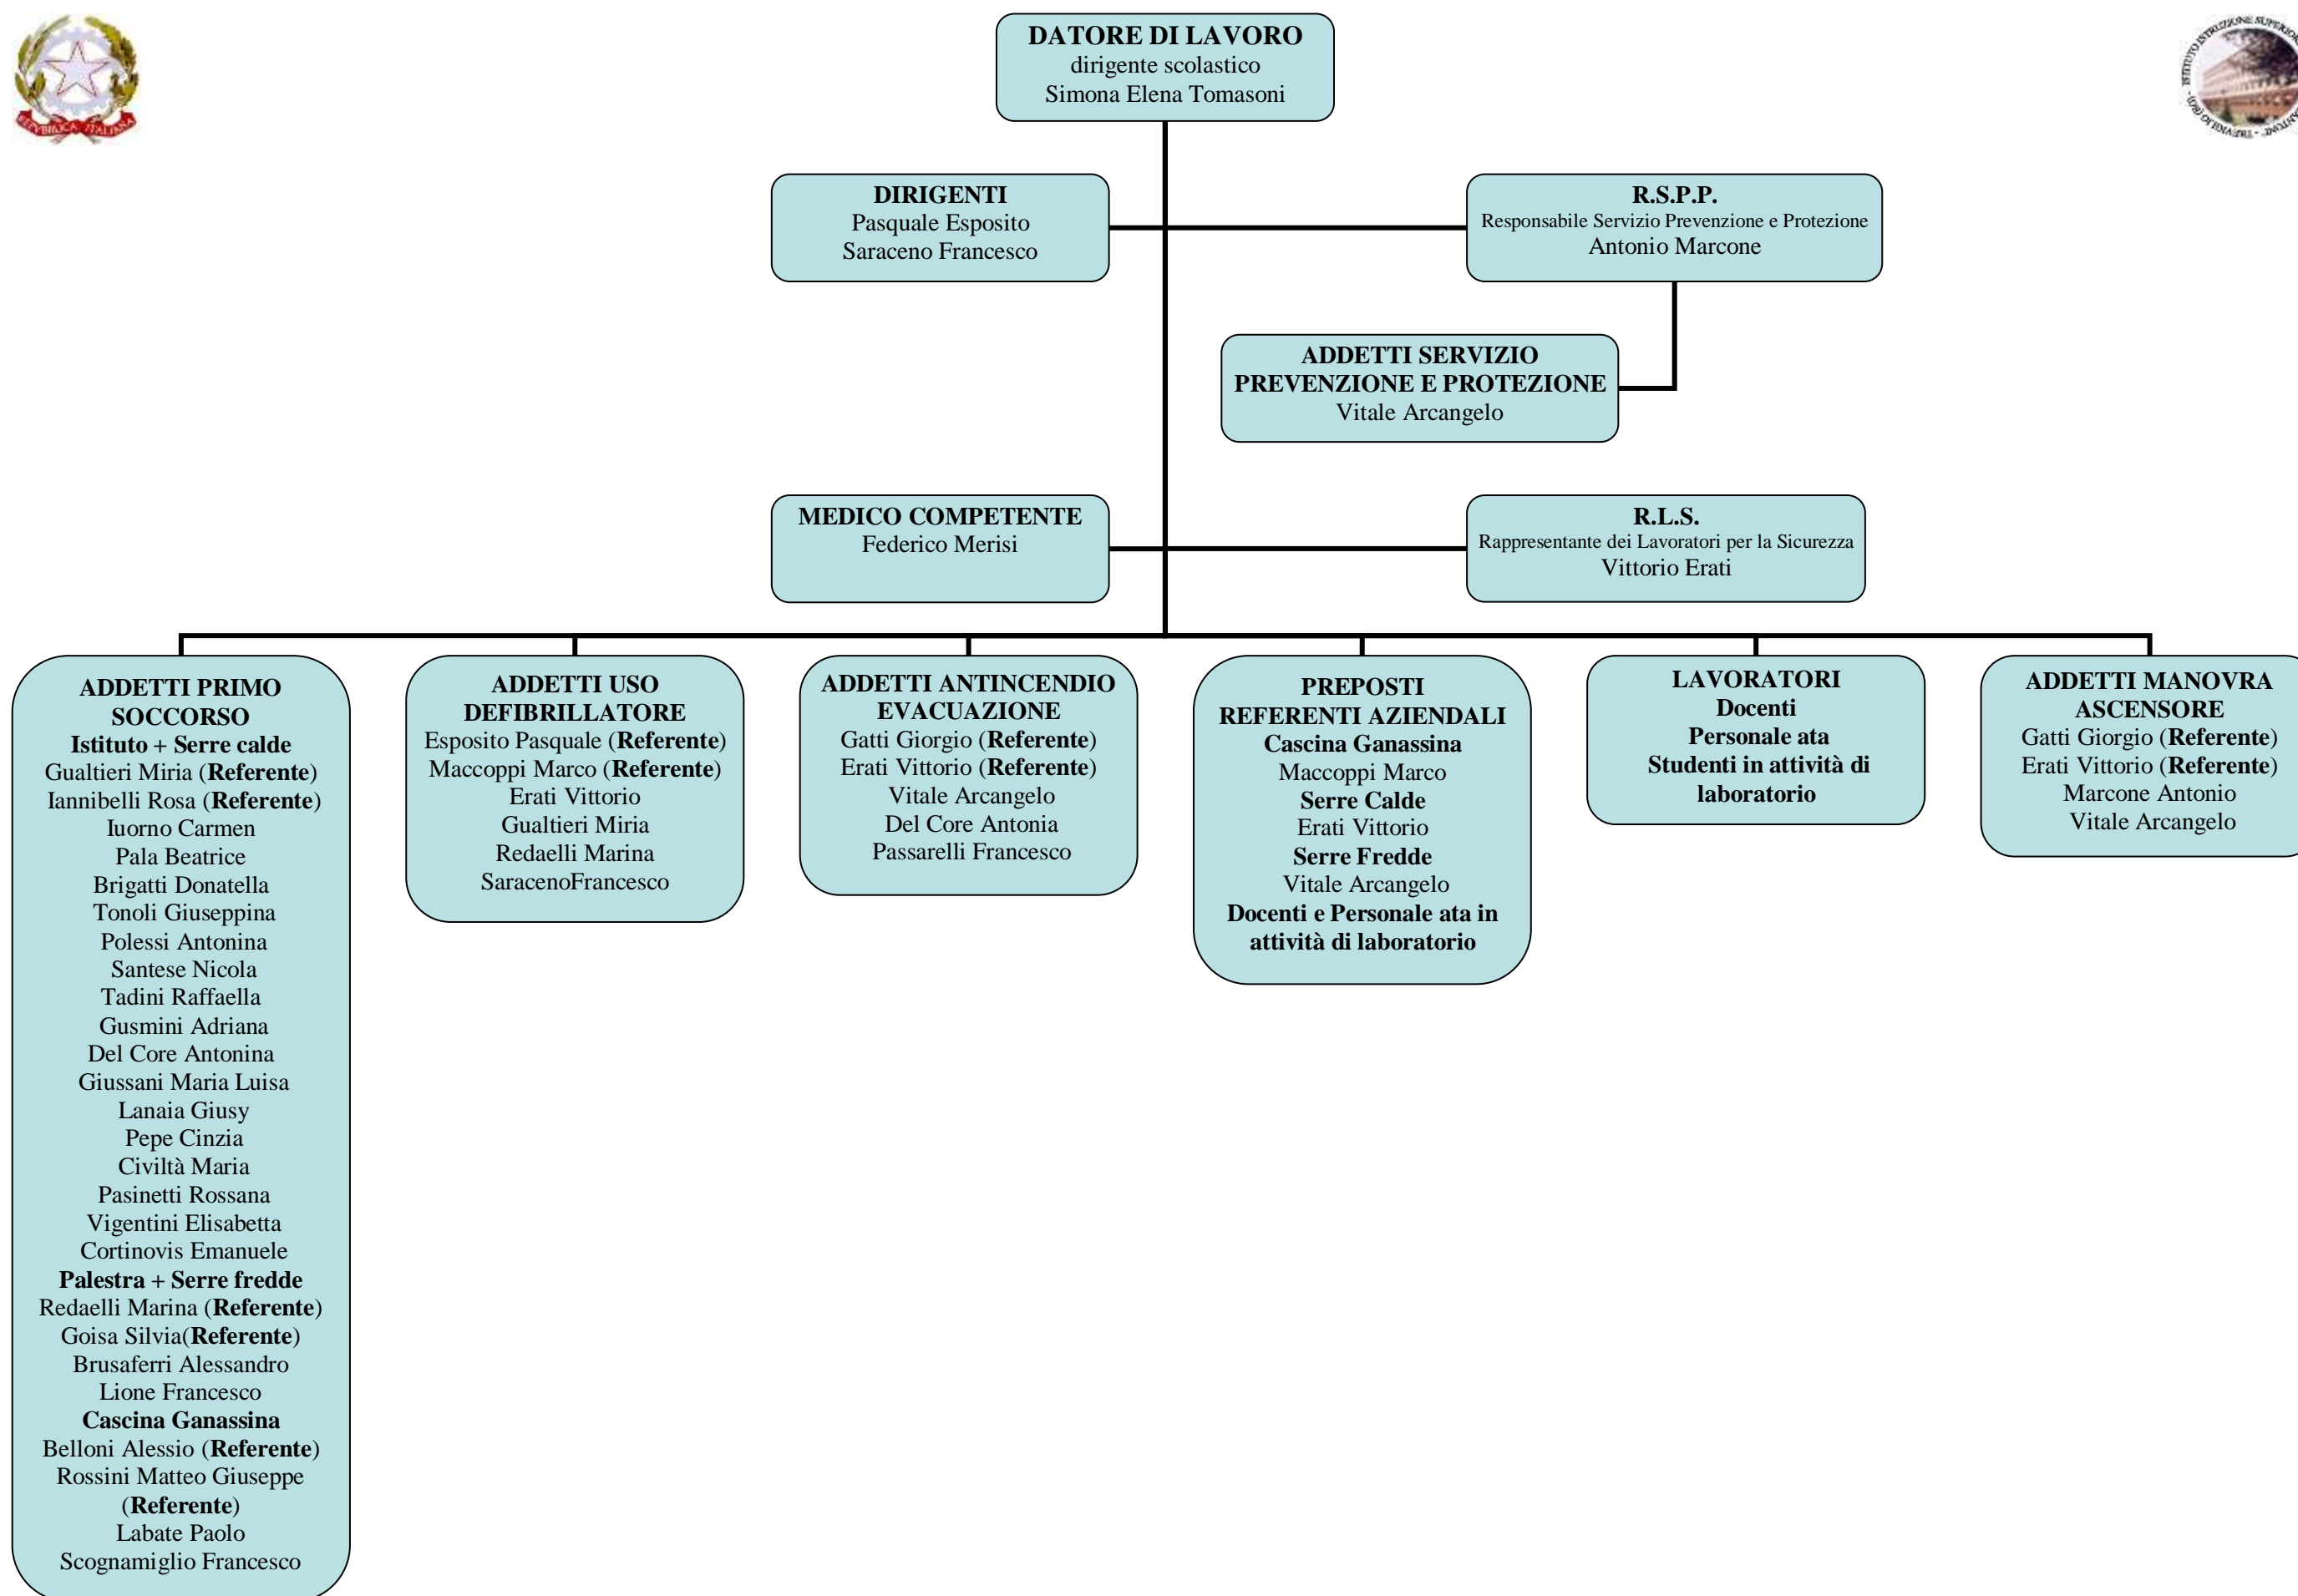 REPVBBLICA ITALIANA
DATORE DI LAVORO
dirigente scolastico
Simona Elena Tomasoni
DIRIGENTI
Pasquale Esposito
Saraceno Francesco
R.S.P.P.
Responsabile Servizio Prevenzione e Protezione
Antonio Marcone
ADDETTI SERVIZIO
PREVENZIONE E PROTEZIONE
Vitale Arcangelo
MEDICO COMPETENTE
Federico Merisi
R.L.S.
Rappresentante dei Lavoratori per la Sicurezza
Vittorio Erati
ADDETTI PRIMO
SOCCORSO
Istituto + Serre calde
Gualtieri Miria (Referente)
Iannibelli Rosa (Referente)
Iuorno Carmen
Pala Beatrice
Brigatti Donatella
Tonoli Giuseppina
Polessi Antonina
Santese Nicola
Tadini Raffaella
Gusmini Adriana
Del Core Antonina
Giussani Maria Luisa
Lanaia Giusy
Pepe Cinzia
Civiltà Maria
Pasinetti Rossana
Vigentini Elisabetta
Cortinovis Emanuele
Palestra + Serre fredde
Redaelli Marina (Referente)
Goisa Silvia(Referente)
Brusaferri Alessandro
Lione Francesco
Cascina Ganassina
Belloni Alessio (Referente)
Rossini Matteo Giuseppe
(Referente)
Labate Paolo
Scognamiglio Francesco
ADDETTI USO
DEFIBRILLATORE
Esposito Pasquale (Referente)
Maccoppi Marco (Referente)
Erati Vittorio
Gualtieri Miria
Redaelli Marina
SaracenoFrancesco
ADDETTI ANTINCENDIO
EVACUAZIONE
Gatti Giorgio (Referente)
Erati Vittorio (Referente)
Vitale Arcangelo
Del Core Antonia
Passarelli Francesco
PREPOSTI
REFERENTI AZIENDALI
Cascina Ganassina
Maccoppi Marco
Serre Calde
Erati Vittorio
Serre Fredde
Vitale Arcangelo
Docenti e Personale ata in
attività di laboratorio
LAVORATORI
Docenti
Personale ata
Studenti in attività di
laboratorio
ADDETTI MANOVRA
ASCENSORE
Gatti Giorgio (Referente)
Erati Vittorio (Referente)
Marcone Antonio
Vitale Arcangelo